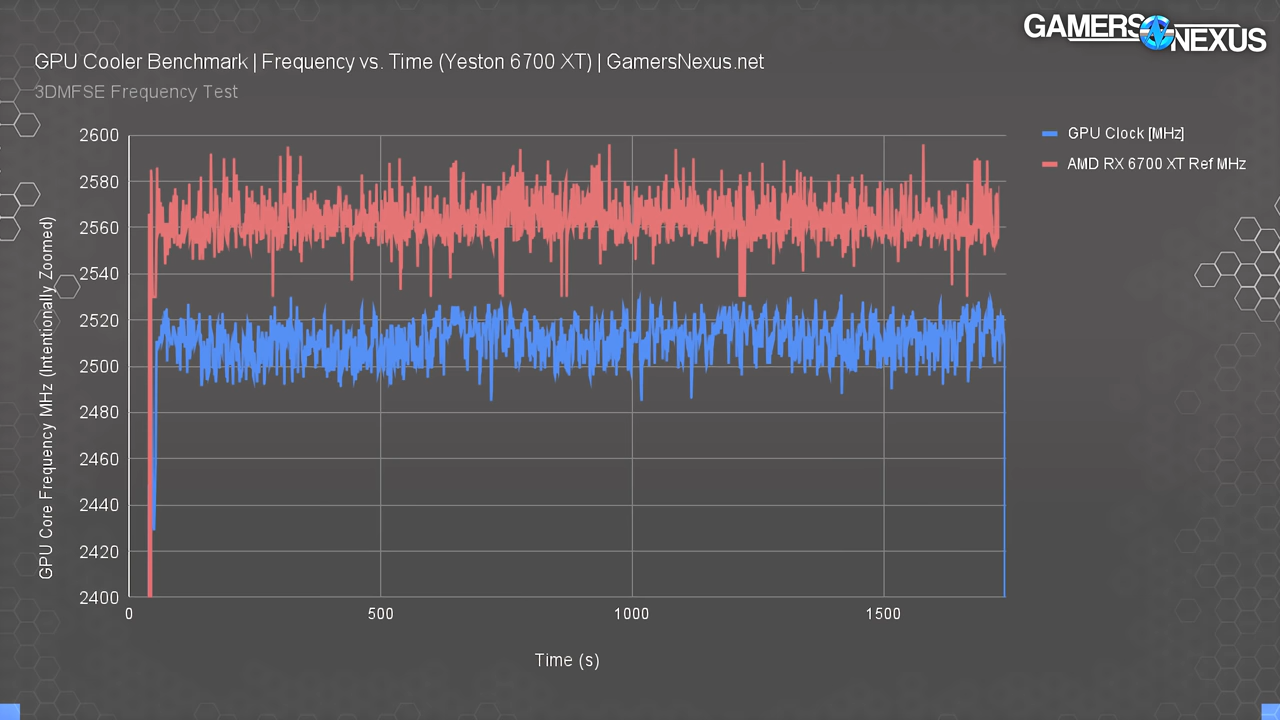 GAMERS NEXUS
GPU Cooler Benchmark | Frequency vs. Time (Yeston 6700 XT) | GamersNexus.net
3DMFSE Frequency Test
GPU Clock [MHz]
AMD RX 6700 XT Ref MHz
GPU Core Frequency MHz (Intentionally Zoomed)
2600
2580
2560
2540
2520
2500
2480
2460
2440
2420
2400
0 500 1000 1500
Time (s)